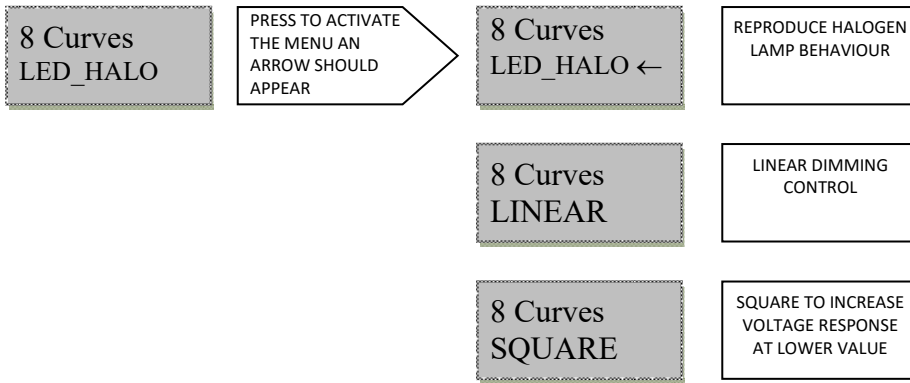 8 Curves
LED_HALO
PRESS TO ACTIVATE
THE MENU AN
ARROW SHOULD
APPEAR
8 Curves
LED_HALO ←
REPRODUCE HALOGEN
LAMP BEHAVIOUR
8 Curves
LINEAR
LINEAR DIMMING
CONTROL
8 Curves
SQUARE
SQUARE TO INCREASE
VOLTAGE RESPONSE
AT LOWER VALUE